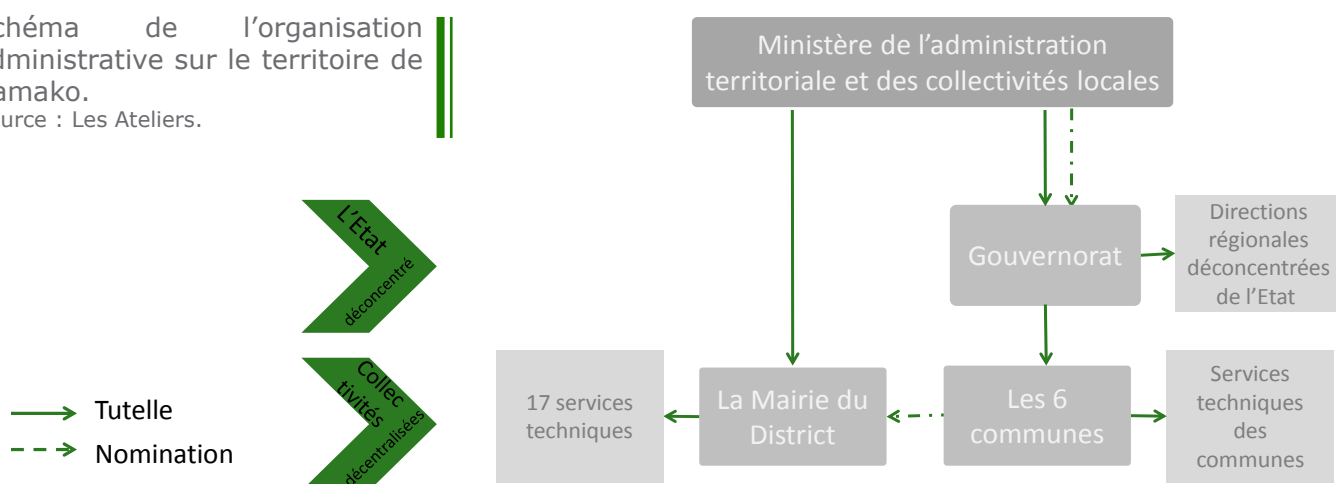 chéma de l'organisation
dministrative sur le territoire de
amako.
urce : Les Ateliers.
Ministère de l'administration
territoriale et des collectivités locales
L'Etat
déconcentré
Gouvernorat
Directions
régionales
déconcentrées
de l'Etat
Collec
tivités
décentralisées
17 services
techniques
La Mairie du
District
Les 6
communes
Services
techniques
des
communes
Tutelle
Nomination